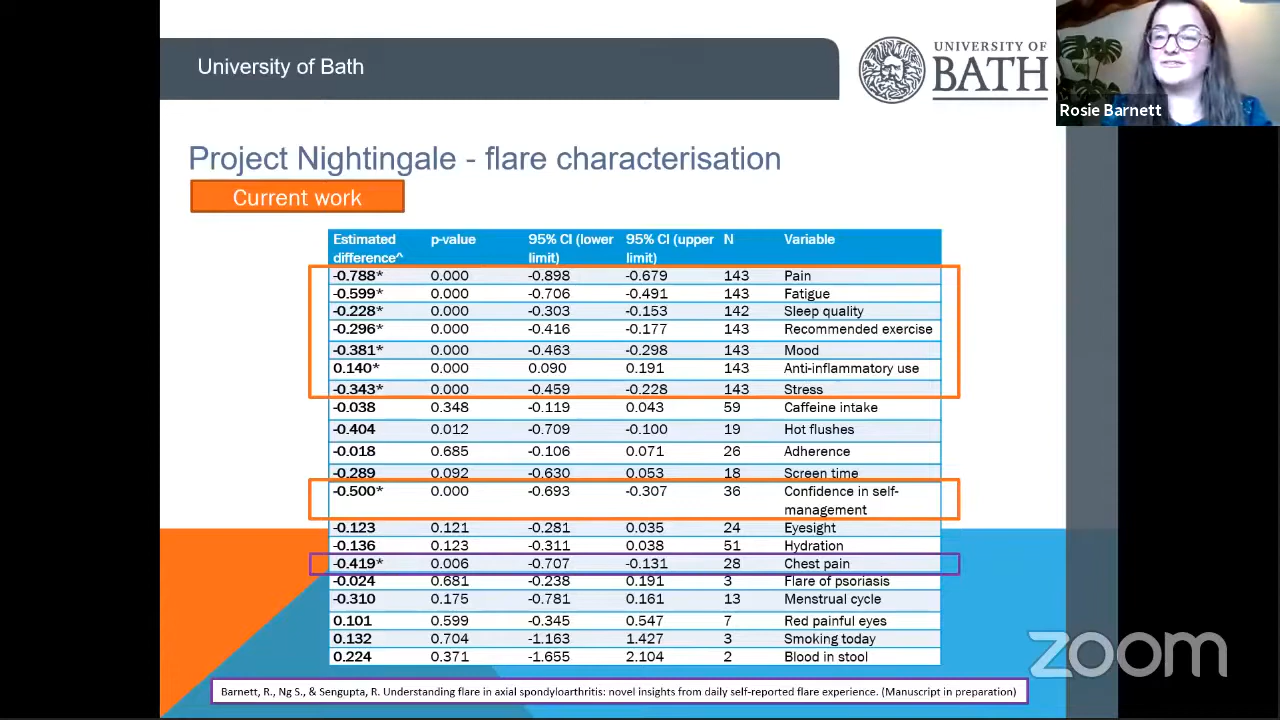 University of Bath
UNIVERSITY OF
BATH
Rosie Barnett
Project Nightingale - flare characterisation
Current work
Estimated difference^ p-value 95% CI (lower limit) 95% CI (upper limit) N Variable
-0.788* 0.000 -0.898 -0.679 143 Pain
-0.599* 0.000 -0.706 -0.491 143 Fatigue
-0.228* 0.000 -0.303 -0.153 142 Sleep quality
-0.296* 0.000 -0.416 -0.177 143 Recommended exercise
-0.381* 0.000 -0.463 -0.298 143 Mood
0.140* 0.000 0.090 0.191 143 Anti-inflammatory use
-0.343* 0.000 -0.459 -0.228 143 Stress
-0.038 0.348 -0.119 0.043 59 Caffeine intake
-0.404 0.012 -0.709 -0.100 19 Hot flushes
-0.018 0.685 -0.106 0.071 26 Adherence
-0.289 0.092 -0.630 0.053 18 Screen time
-0.500* 0.000 -0.693 -0.307 36 Confidence in self-
management
-0.123 0.121 -0.281 0.035 24 Eyesight
-0.136 0.123 -0.311 0.038 51 Hydration
-0.419* 0.006 -0.707 -0.131 28 Chest pain
-0.024 0.681 -0.238 0.191 3 Flare of psoriasis
-0.310 0.175 -0.781 0.161 13 Menstrual cycle
0.101 0.599 -0.345 0.547 7 Red painful eyes
0.132 0.704 -1.163 1.427 3 Smoking today
0.224 0.371 -1.655 2.104 2 Blood in stool
zoom
Barnett, R., Ng S., & Sengupta, R. Understanding flare in axial spondyloarthritis: novel insights from daily self-reported flare experience. (Manuscript in preparation)